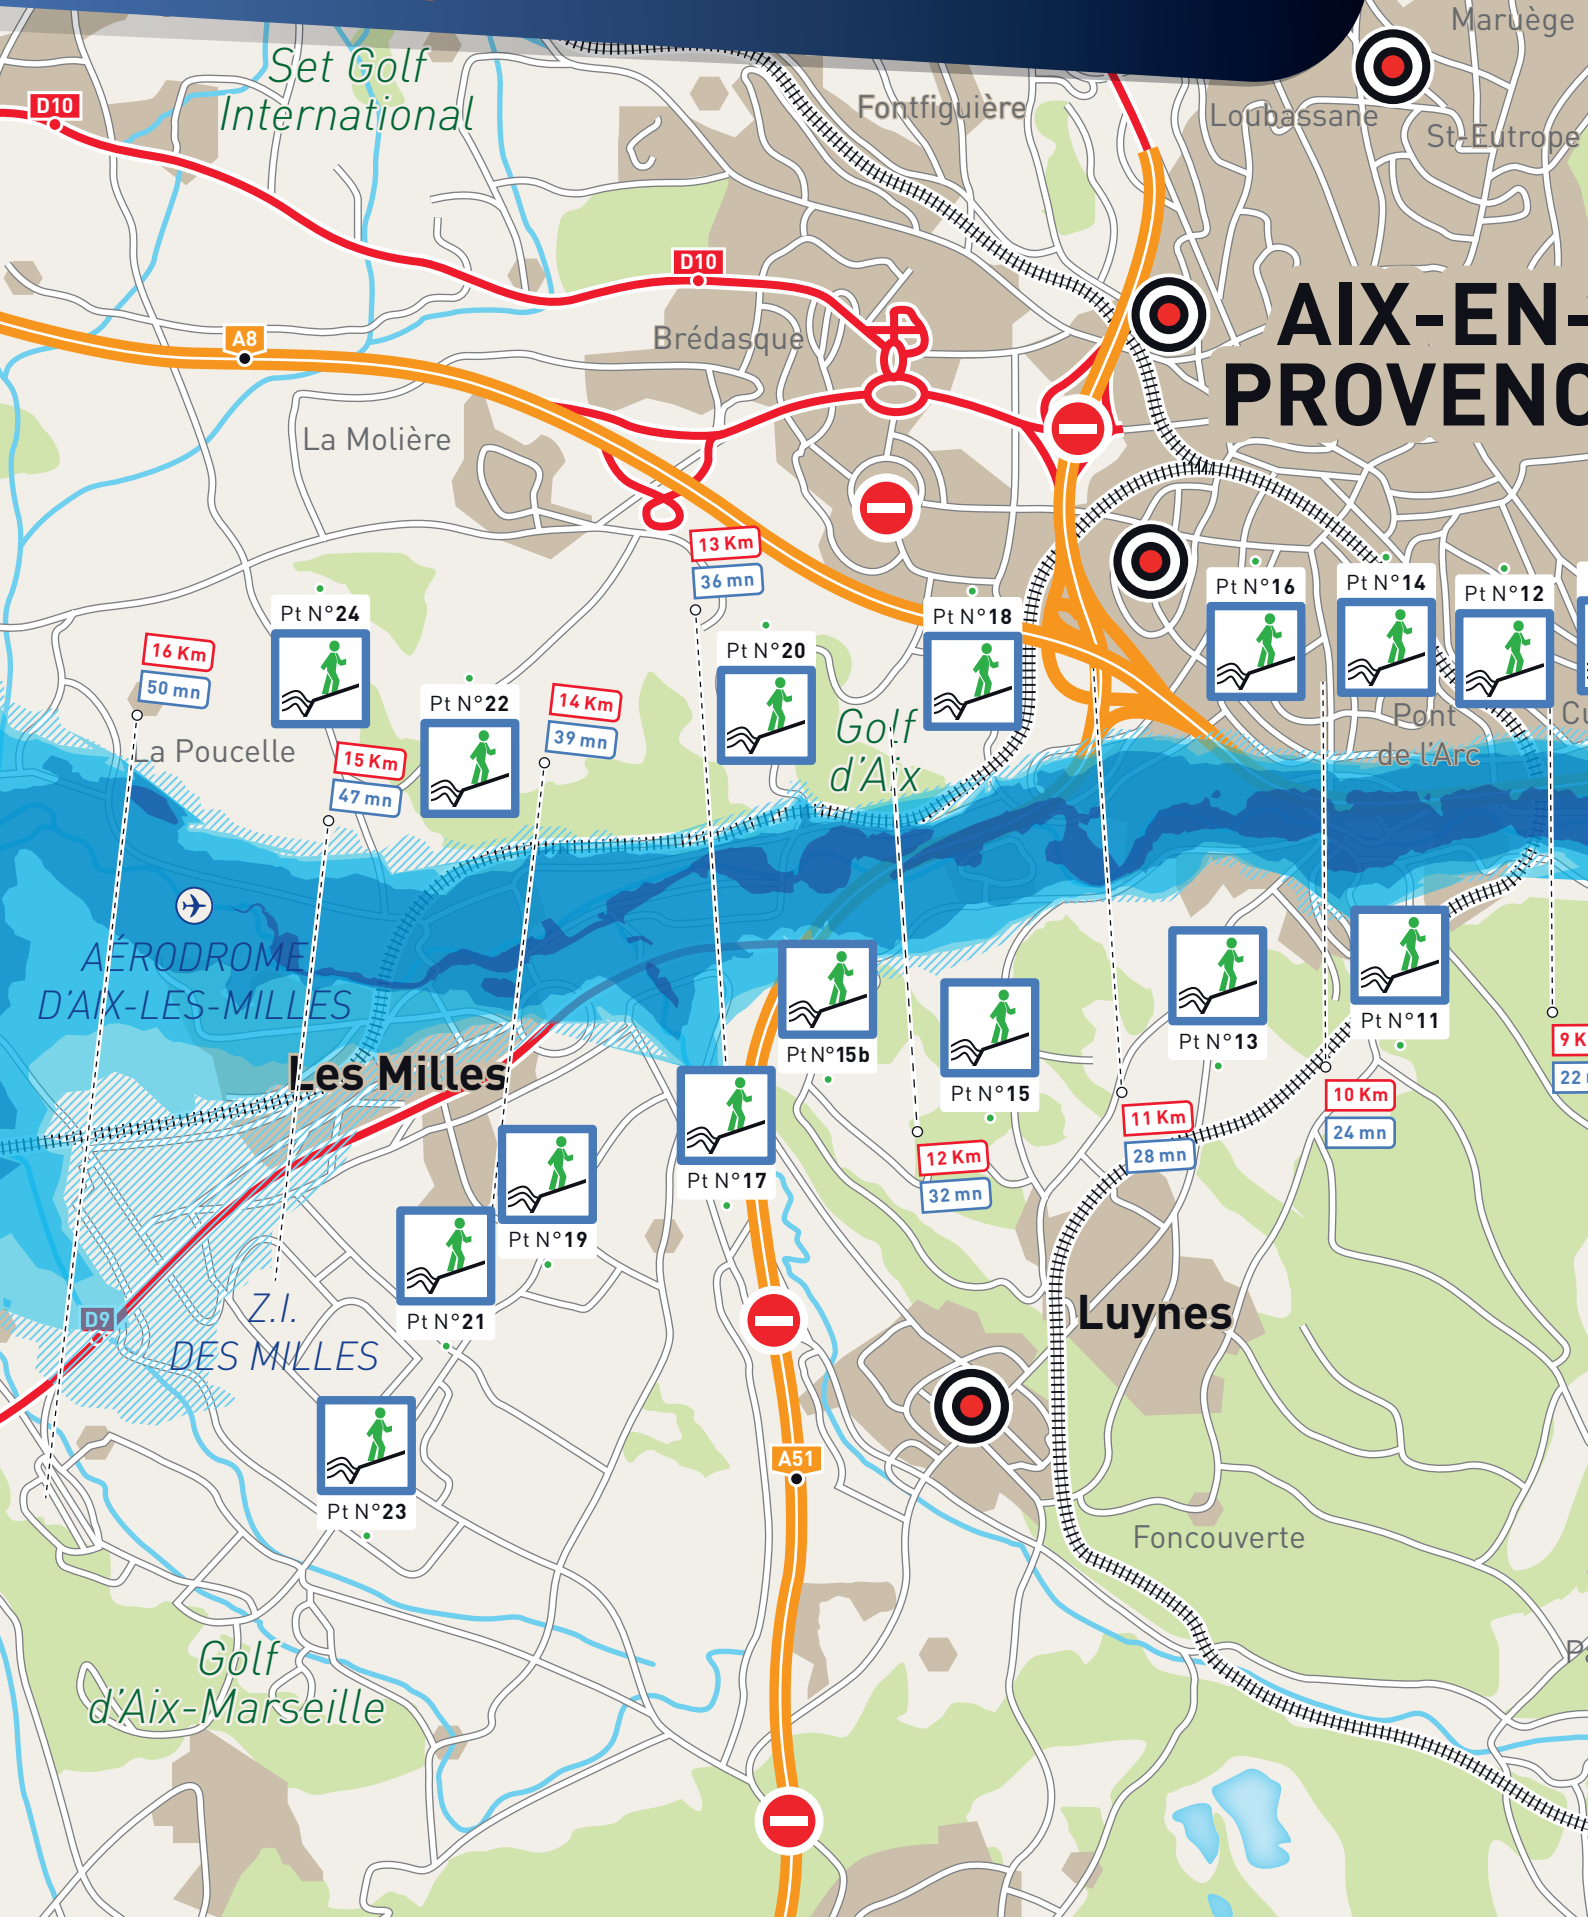 Maruège
Set Golf
International
D10
Fontfiguière
Loubassane
St-Eutrope
D10
A8
Brédasque
AIX-EN-
PROVENC
La Molière
13 Km
36 mn
Pt N°24
Pt N°18
Pt N°16
Pt N°14
Pt N°12
16 Km
50 mn
Pt N°20
Pt N°22
14 Km
39 mn
La Poucelle
15 Km
47 mn
Golf
d'Aix
Pont
de l'Arc
Cu
AÉRODROME
D'AIX-LES-MILLES
Les Milles
Pt N°15b
Pt N°15
Pt N°13
Pt N°11
9 K
22
10 Km
24 mn
11 Km
28 mn
12 Km
32 mn
Pt N°17
Pt N°19
Pt N°21
D9
Z.I.
DES MILLES
Luynes
A51
Pt N°23
Foncouverte
Golf
d'Aix-Marseille